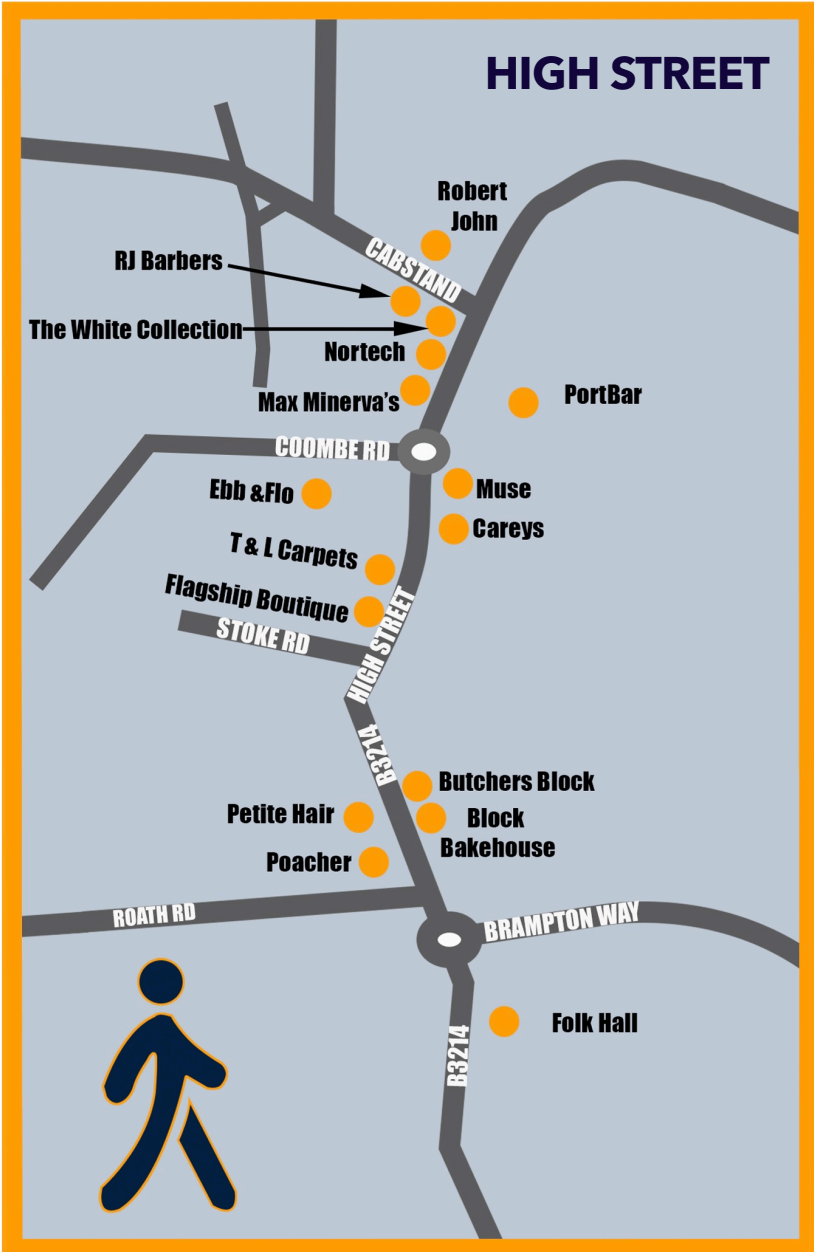 HIGH STREET
Robert
John
CABSTAND
RJ Barbers
The White Collection
Nortech
Max Minerva's
PortBar
COOMBE RD
Ebb &Flo
Muse
Careys
T & L Carpets
Flagship Boutique
STOKE RD
HIGH STREET
B3214
Butchers Block
Petite Hair
Block
Bakehouse
Poacher
ROATH RD
BRAMPTON WAY
Folk Hall
B3214